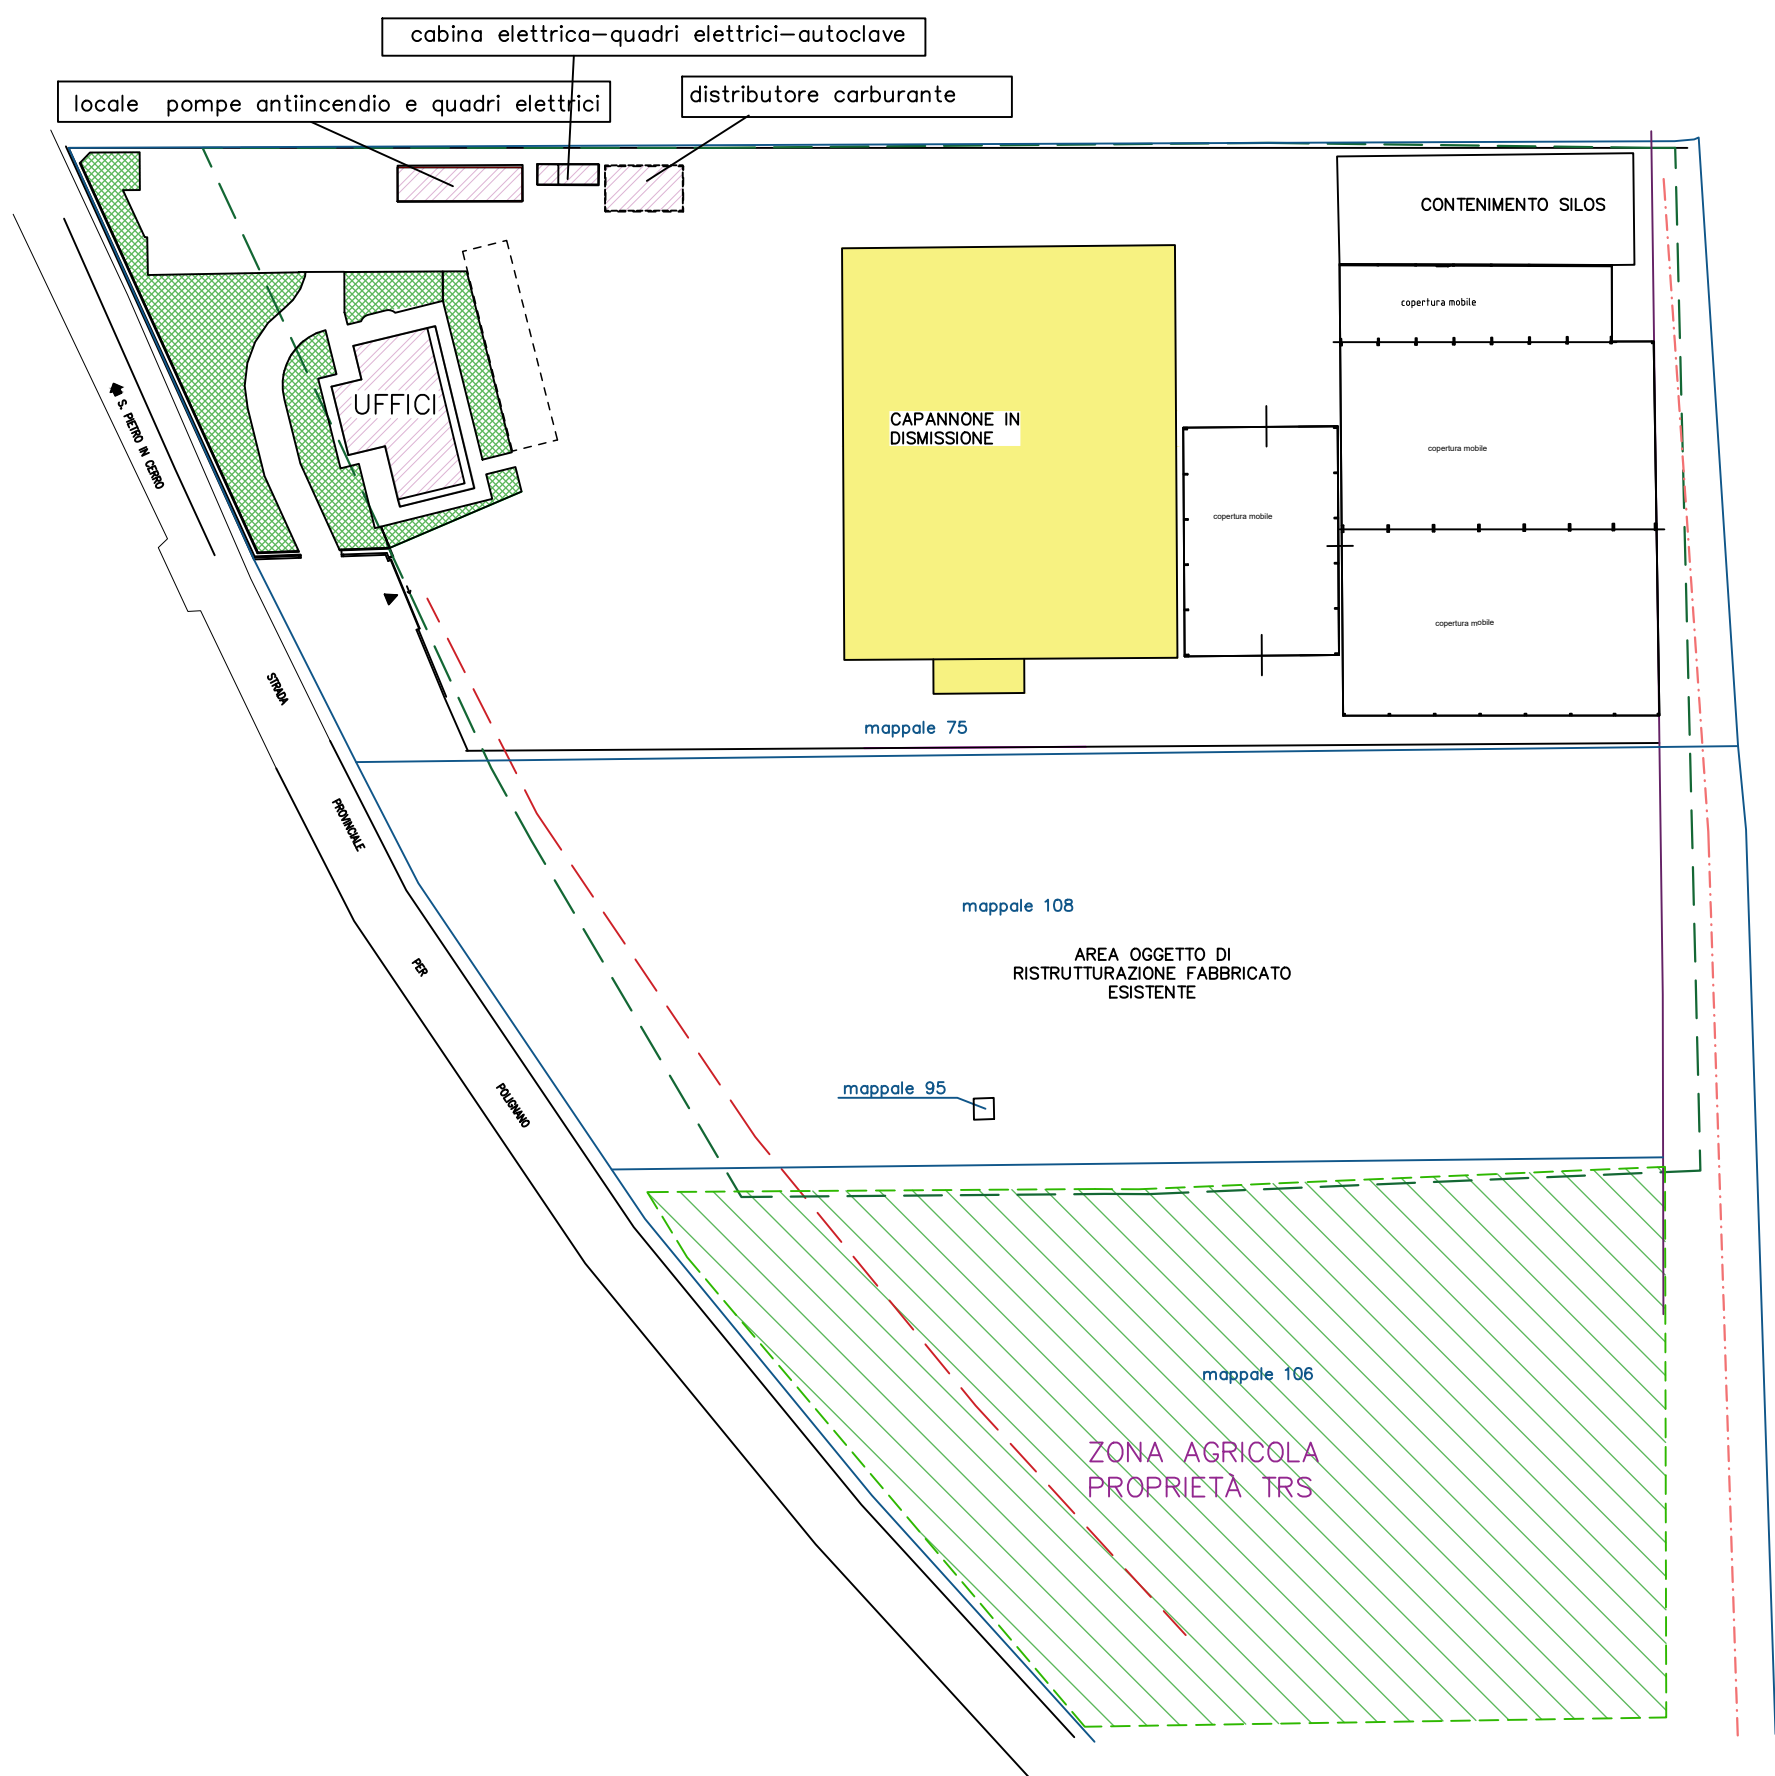 cabina elettrica-quadri elettrici-autoclave
locale pompe antiincendio e quadri elettrici
distributore carburante
CONTENIMENTO SILOS
copertura mobile
UFFICI
S. PIETRO IN CERRO
CAPANNONE IN
DISMISSIONE
copertura mobile
copertura mobile
copertura mobile
STRADA
mappale 75
PROVINCIALE
mappale 108
AREA OGGETTO DI
RISTRUTTURAZIONE FABBRICATO
ESISTENTE
PER
mappale 95
POLIGNANO
mappale 106
ZONA AGRICOLA
PROPRIETÀ TRS